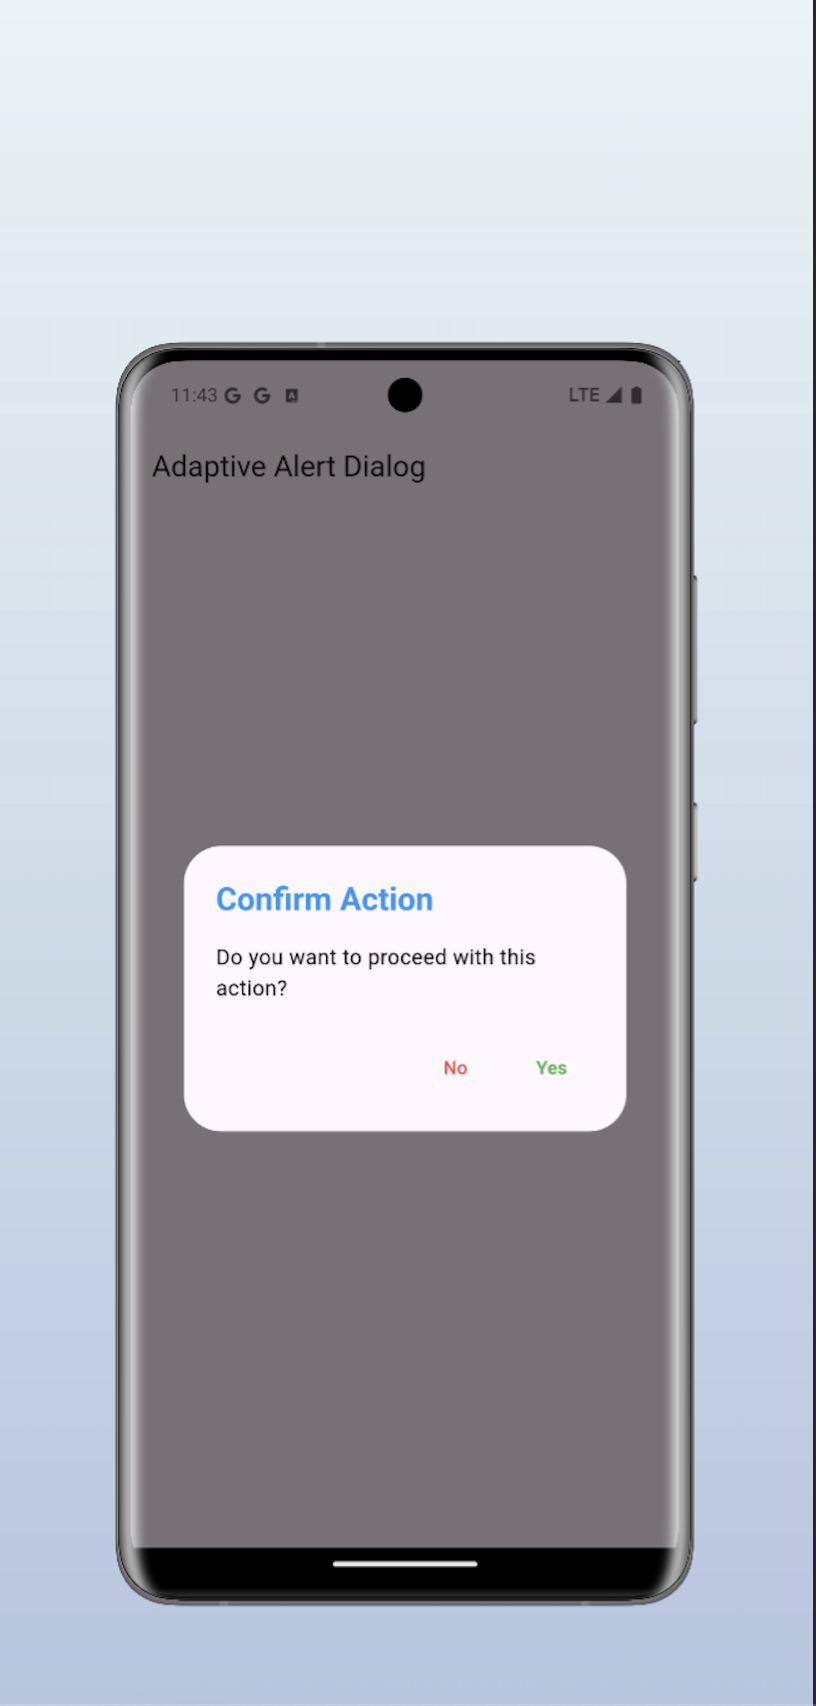 11:43 G G A LTE
Adaptive Alert Dialog
Confirm Action
Do you want to proceed with this
action?
No Yes